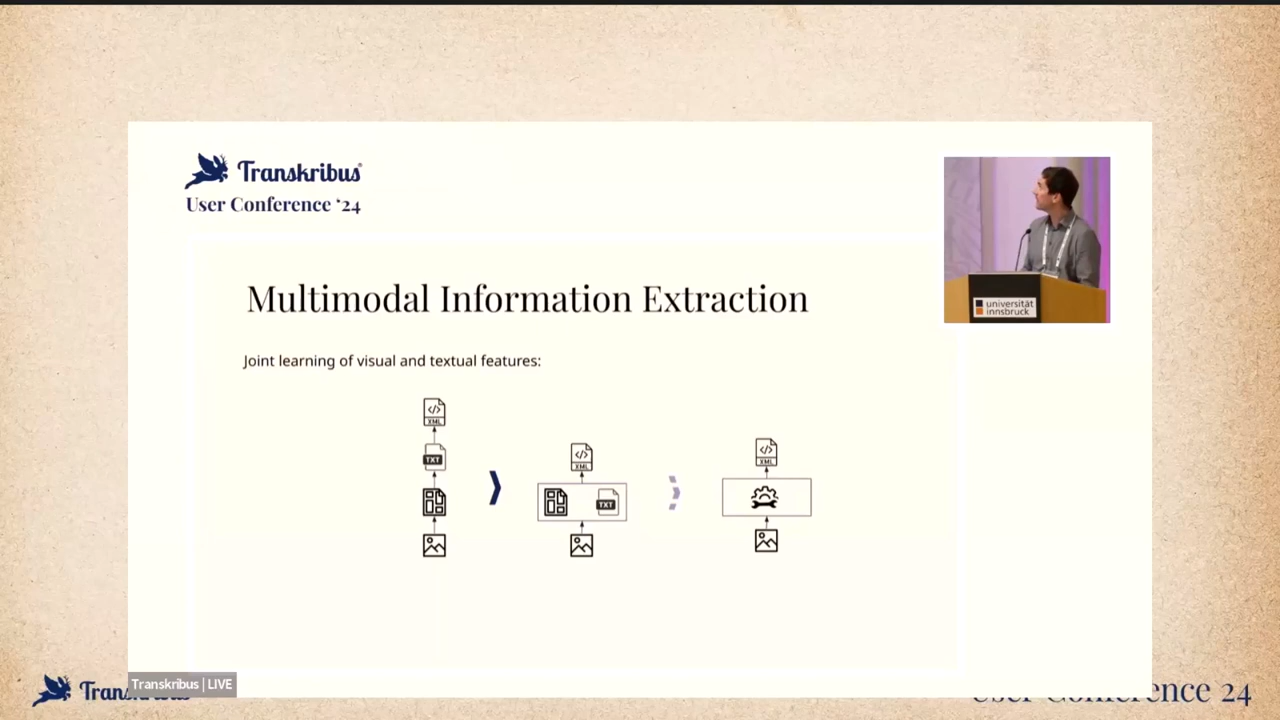 Transkribus
User Conference '24
Multimodal Information Extraction
Joint learning of visual and textual features:
XML
TXT
XML
TXT
XML
universität
innsbruck
Transkribus | LIVE
User Conference 24